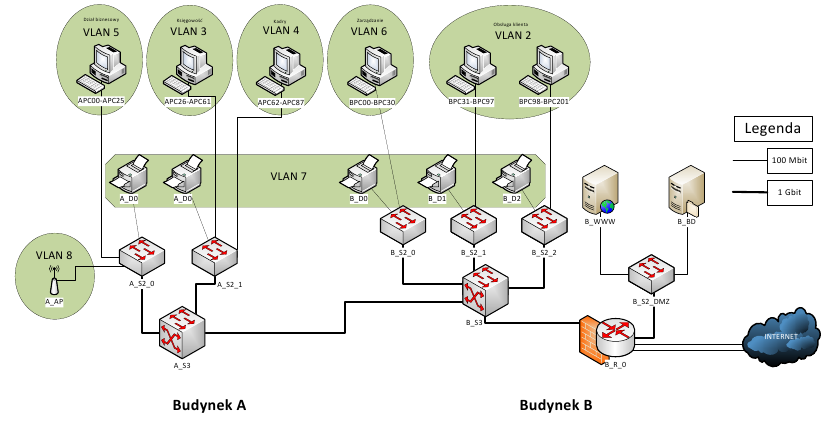 Dział biznesowy
VLAN 5
APC00-APC25
Księgowość
VLAN 3
APC26-APC61
Kadry
VLAN 4
APC62-APC87
Zarządzanie
VLAN 6
BPC00-BPC30
Obsługa klienta
VLAN 2
BPC31-BPC97
BPC98-BPC201
Legenda
100 Mbit
1 Gbit
VLAN 7
A_D0
A_D0
B_D0
B_D1
B_D2
B_WWW
B_BD
VLAN 8
A_AP
A_S2_0
A_S2_1
B_S2_0
B_S2_1
B_S2_2
B_S2_DMZ
A_S3
B_S3
B_R_0
INTERNET
Budynek A
Budynek B